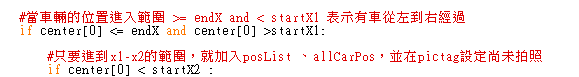 #當車輛的位置進入範圍 >= endX and < startX1 表示有車從左到右經過
if center[0] <= endX and center[0] >startX1:
#只要進到x1-x2的範圍，就加入posList 、allCarPos，並在pictag設定尚未拍照
if center[0] < startX2 :